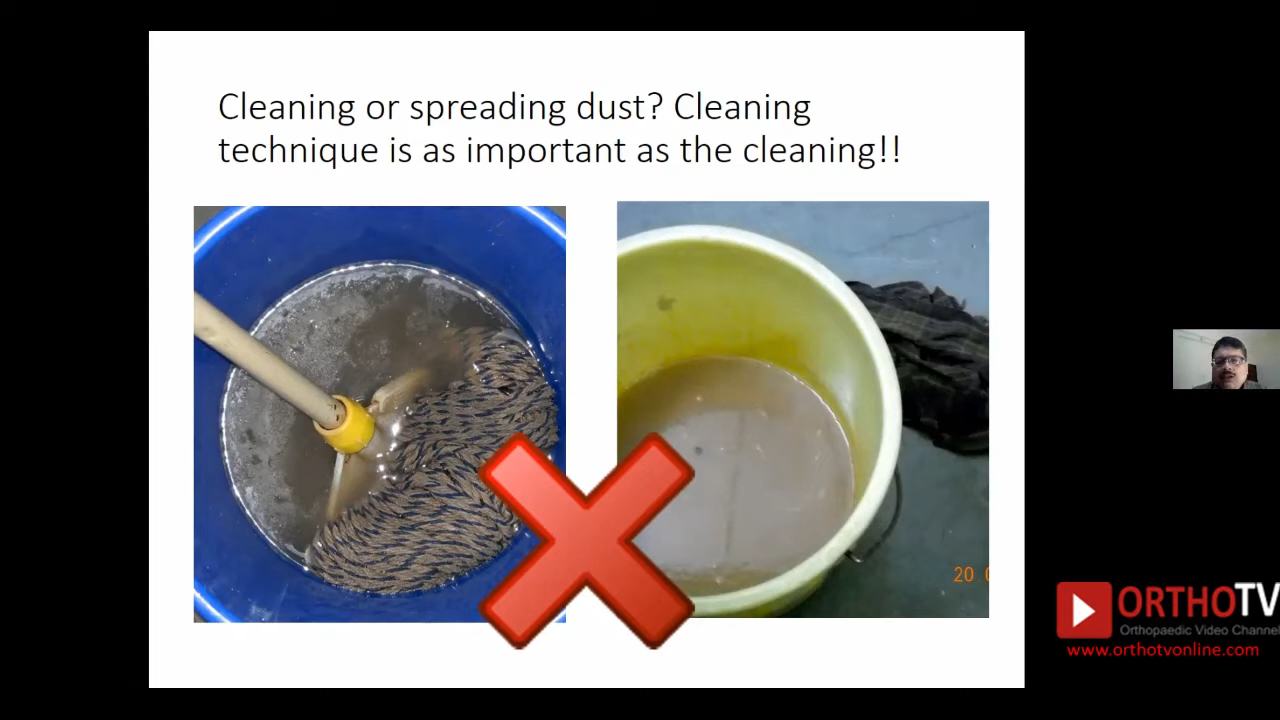 Cleaning or spreading dust? Cleaning
technique is as important as the cleaning!!
20
ORTHOTV
Orthopaedic Video Channel
www.orthotvonline.com